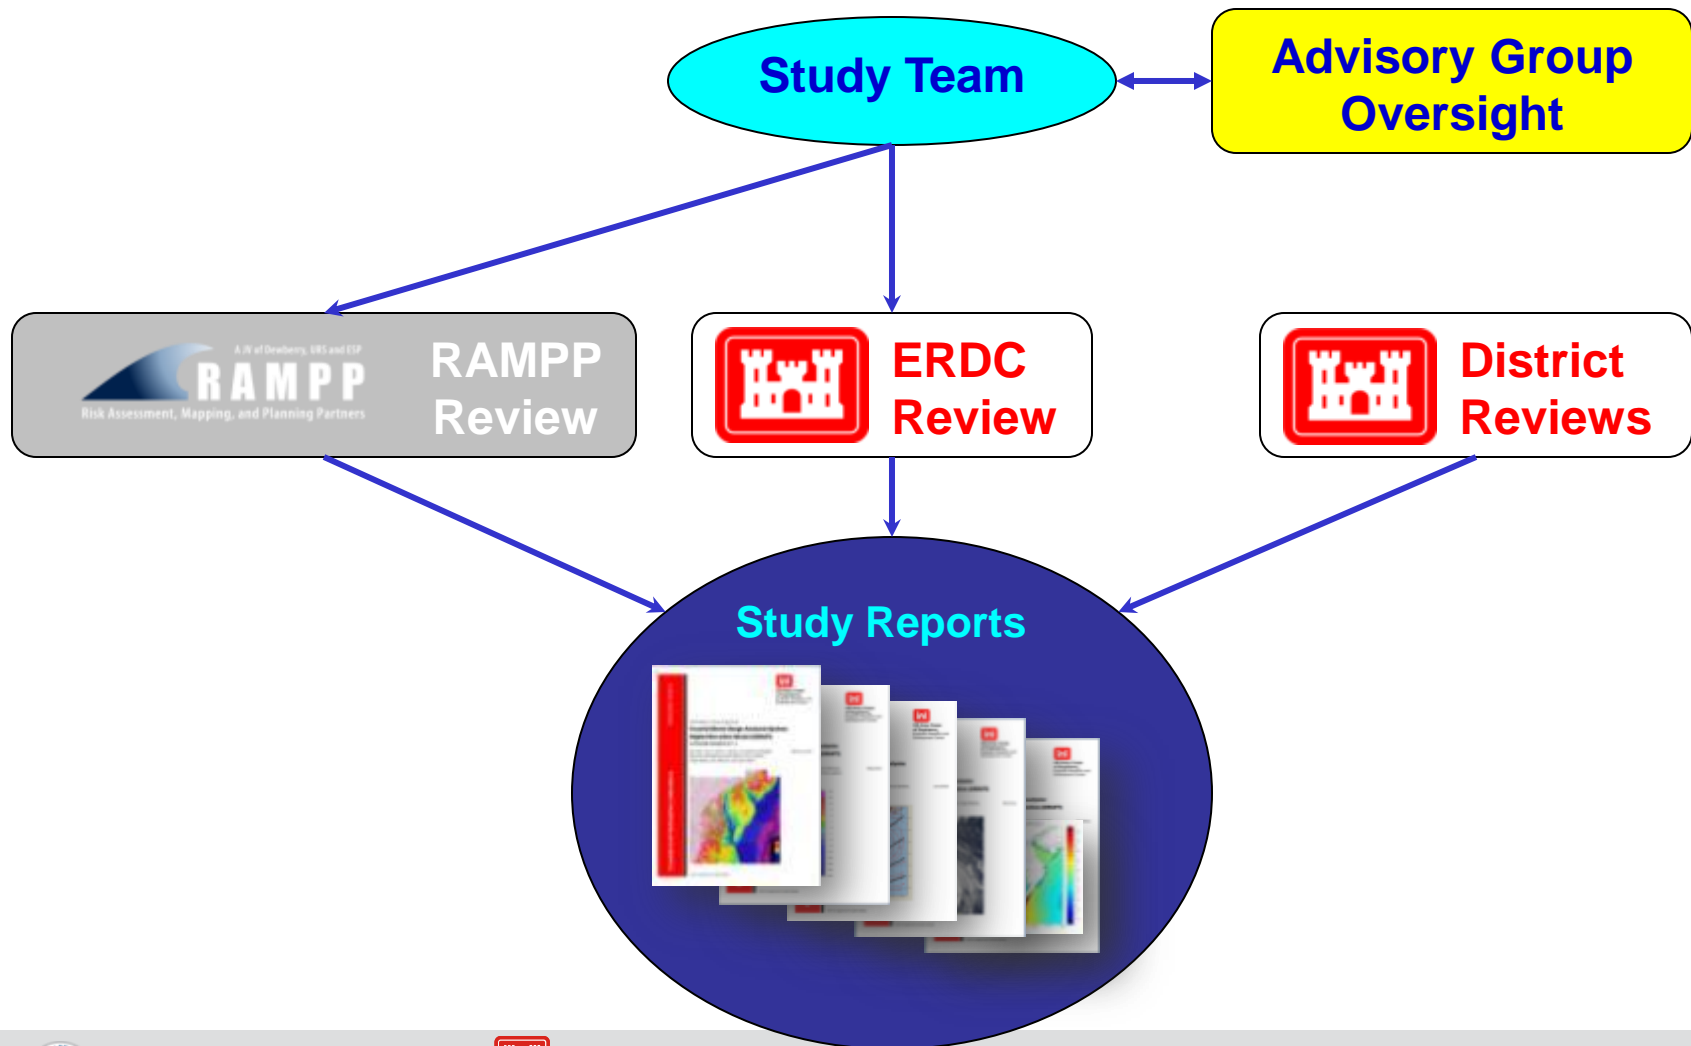 Study Team
Advisory Group
Oversight
A JV of Dewberry, URS and ESP
RAMPP
Risk Assessment, Mapping, and Planning Partners
RAMPP
Review
ERDC
Review
District
Reviews
Study Reports